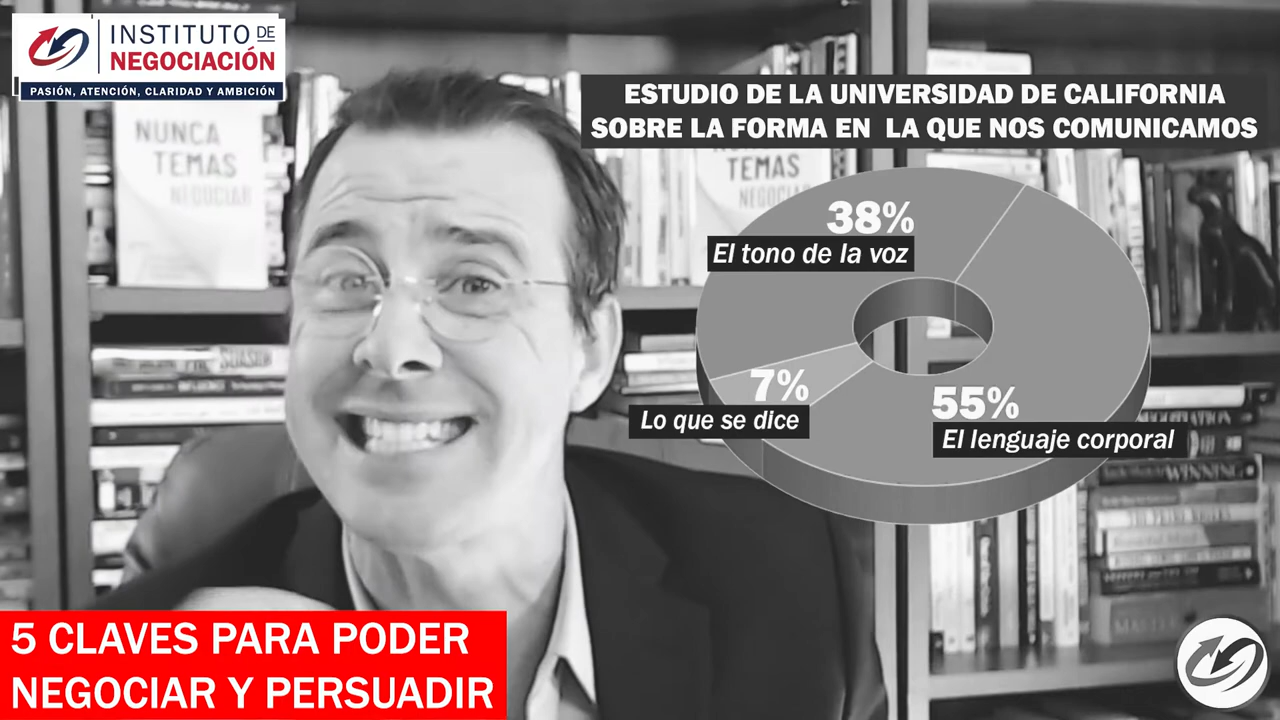 INSTITUTO DE
NEGOCIACIÓN
PASIÓN, ATENCIÓN, CLARIDAD Y AMBICIÓN
ESTUDIO DE LA UNIVERSIDAD DE CALIFORNIA
SOBRE LA FORMA EN LA QUE NOS COMUNICAMOS
NUNCA
TEMAS
NEGOCIAR
TEMAS
NEGOCIAR
38%
El tono de la voz
7%
Lo que se dice
55%
El lenguaje corporal
WINNING
5 CLAVES PARA PODER
NEGOCIAR Y PERSUADIR